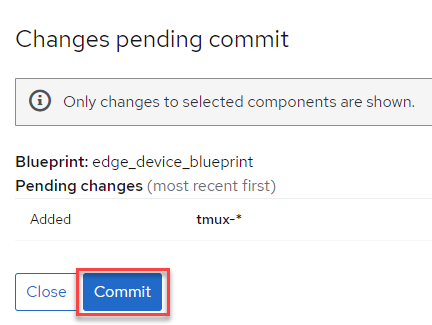 Changes pending commit
Only changes to selected components are shown.
Blueprint: edge_device_blueprint
Pending changes (most recent first)
Added tmux-*
Close Commit